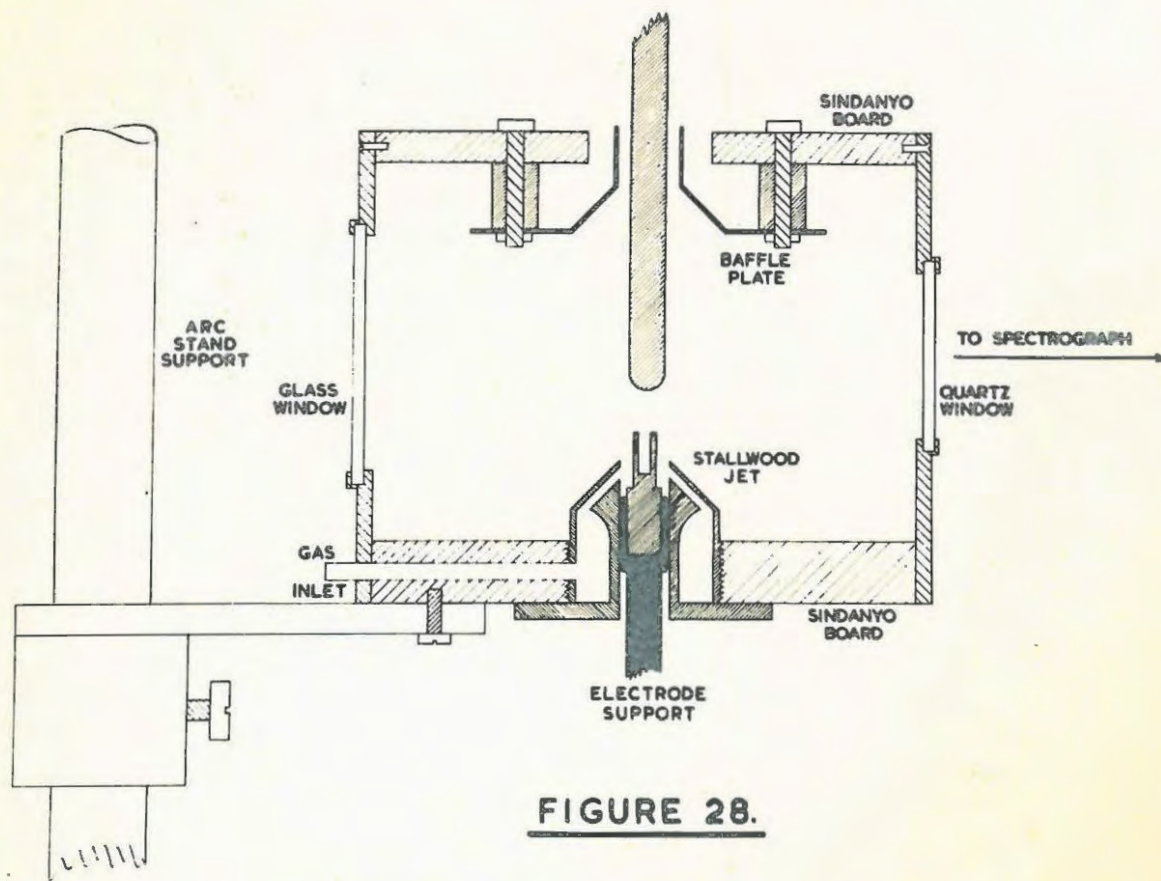 SINDANYO
BOARD
BAFFLE
PLATE
ARC
STAND
SUPPORT
TO SPECTROGRAPH
GLASS
WINDOW
QUARTZ
WINDOW
STALLWOOD
JET
GAS
INLET
SINDANYO
BOARD
ELECTRODE
SUPPORT
FIGURE 28.